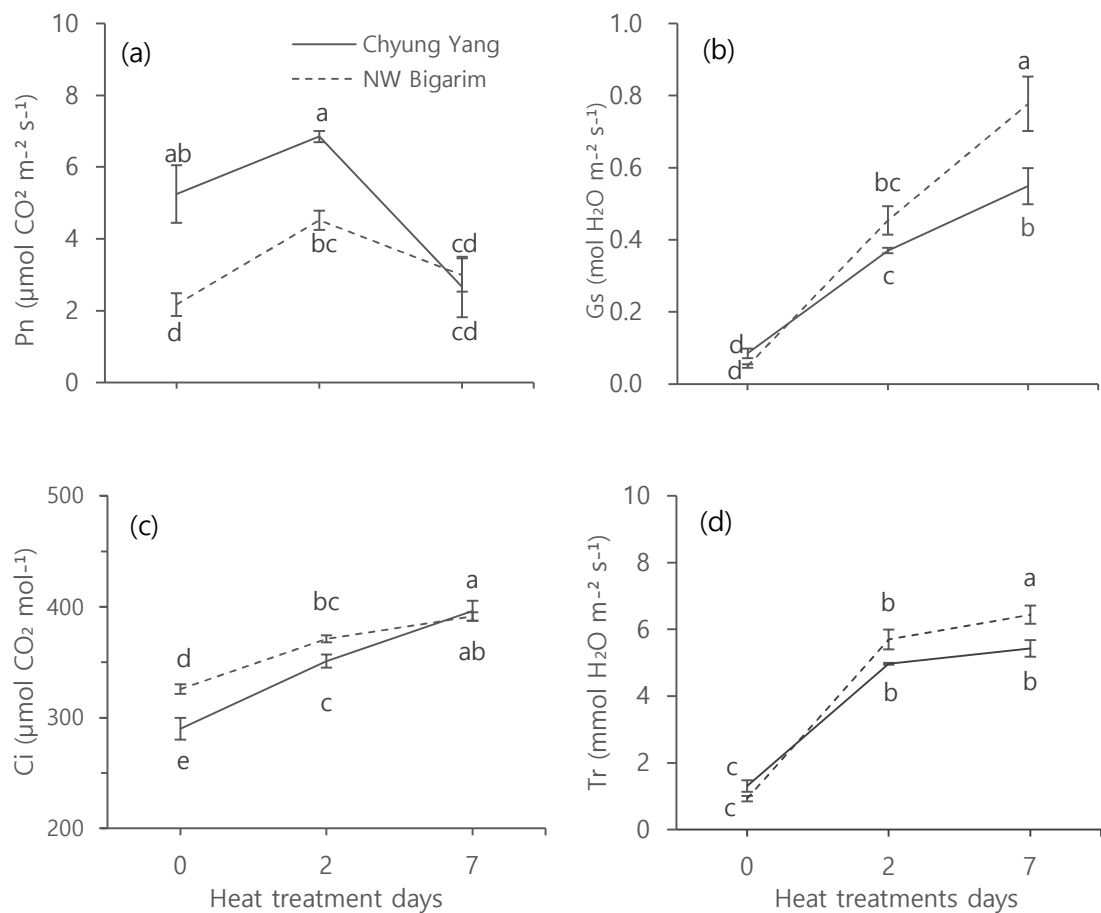 (a)
Chyung Yang
NW Bigarim
Pn (µmol CO² m-² s-¹)
10
8
6
4
2
0
ab
a
cd
d
bc
cd
(b)
Gs (mol H₂O m-² s-¹)
1.0
0.8
0.6
0.4
0.2
0.0
a
bc
b
c
d
d
(c)
Ci (µmol CO₂ mol-¹)
500
400
300
200
a
bc
d
ab
c
e
0 2 7
Heat treatment days
(d)
Tr (mmol H₂O m-² s-¹)
10
8
6
4
2
0
a
b
b
b
c
c
0 2 7
Heat treatments days